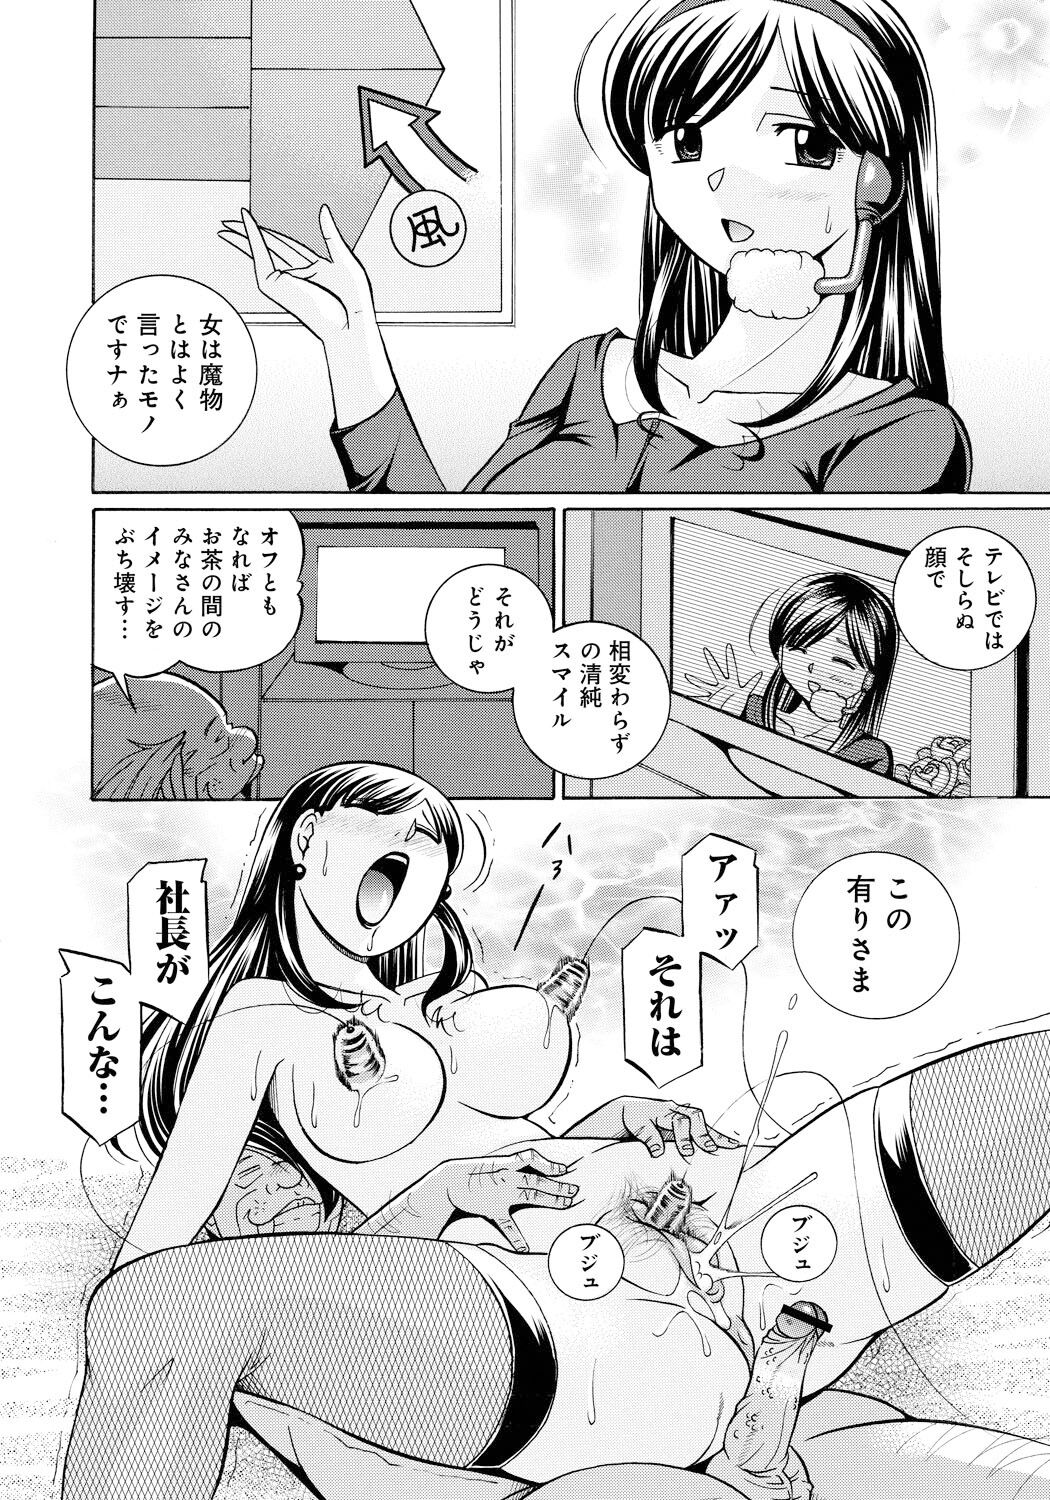 風
女は魔物
とはよく
言ったモノ
ですナぁ
テレビでは
そしらぬ
顔で
相変わらず
の清純
スマイル
それが
どうじゃ
オフとも
なれば
お茶の間の
みなさんの
イメージを
ぶち壊す…
この
有りさま
アァッ
それは
社長が
こんな…
ブジュ
ブジュ